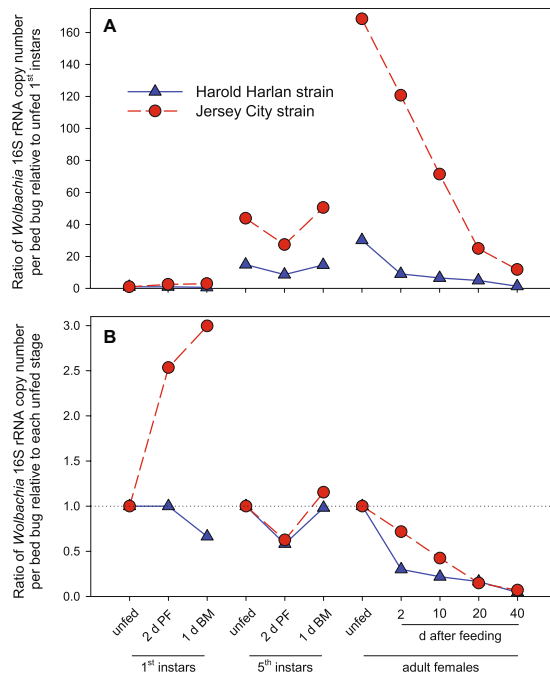 Ratio of Wolbachia 16S rRNA copy number
per bed bug relative to unfed 1st instars
A
160
140
120
100
80
60
40
20
0
Harold Harlan strain
Jersey City strain
Ratio of Wolbachia 16S rRNA copy number
per bed bug relative to each unfed stage
B
3.0
2.5
2.0
1.5
1.0
0.5
0.0
unfed
2 d PF
1 d BM
unfed
2 d PF
1 d BM
unfed
2
10
20
40
d after feeding
1st instars
5th instars
adult females